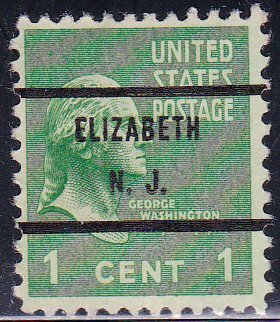 UNITED
STATES
POSTAGE
ELIZABETH
N. J.
GEORGE
WASHINGTON
1 CENT 1